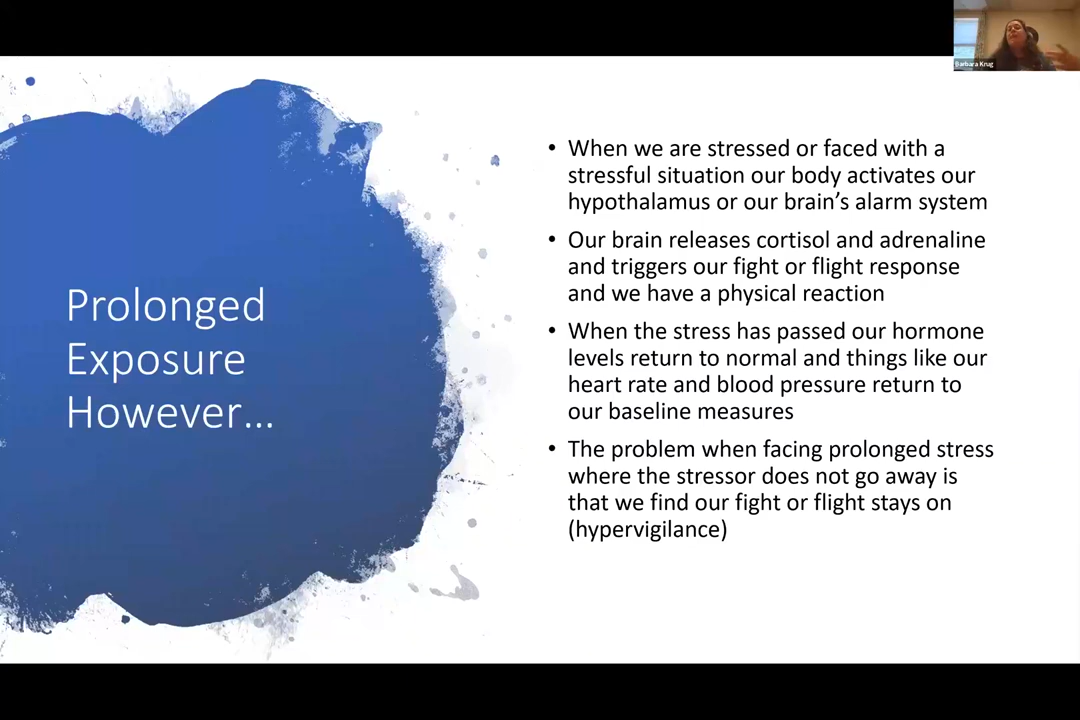 Barbara Krug
Prolonged
Exposure
However...
• When we are stressed or faced with a
stressful situation our body activates our
hypothalamus or our brain’s alarm system
• Our brain releases cortisol and adrenaline
and triggers our fight or flight response
and we have a physical reaction
• When the stress has passed our hormone
levels return to normal and things like our
heart rate and blood pressure return to
our baseline measures
• The problem when facing prolonged stress
where the stressor does not go away is
that we find our fight or flight stays on
(hypervigilance)